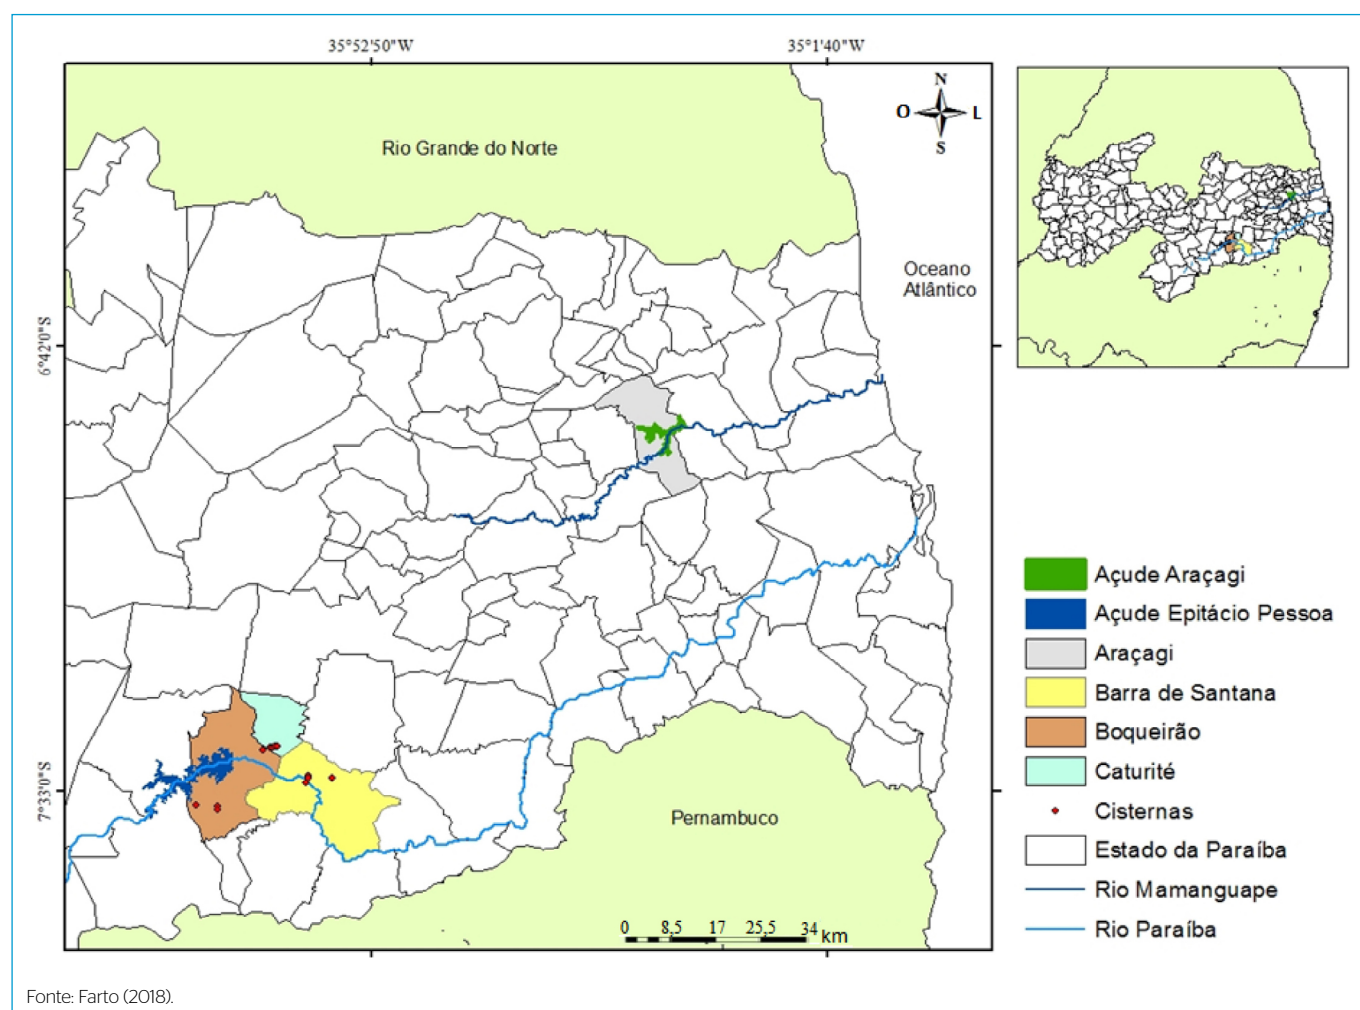 35°52'50"W
35°1'40"W
N
O
L
S
Rio Grande do Norte
Oceano
Atlântico
6°42'0"S
7°33'0"S
Pernambuco
0 8,5 17 25,5 34 km
Açude Araçagi
Açude Epitácio Pessoa
Araçagi
Barra de Santana
Boqueirão
Caturité
Cisternas
Estado da Paraíba
Rio Mamanguape
Rio Paraíba
Fonte: Farto (2018).